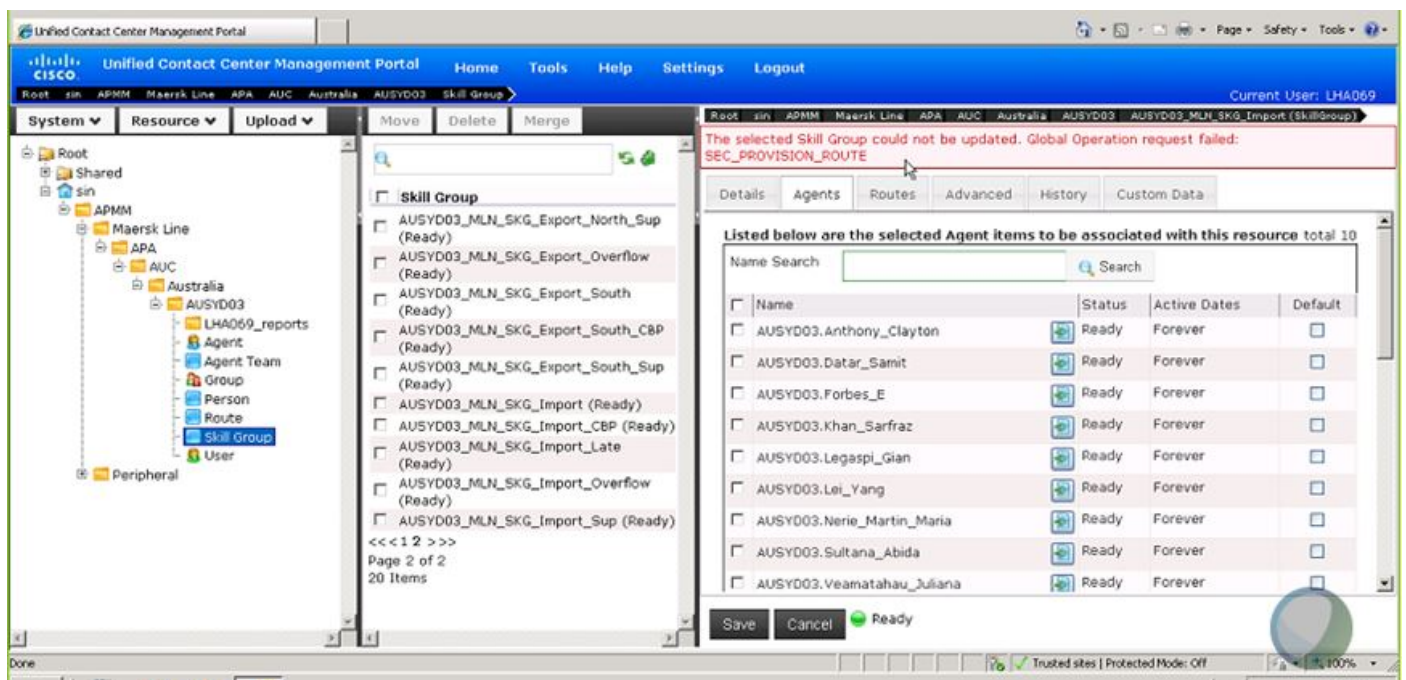 Unified Contact Center Management Portal
Page Safety Tools
CISCO. Unified Contact Center Management Portal Home Tools Help Settings Logout
Root sin APMM Maersk Line APA AUC Australia AUSYD03 Skill Group
Current User: LHA069
System Resource Upload
Root
Shared
sin
APMM
Maersk Line
APA
AUC
Australia
AUSYD03
LHA069_reports
Agent
Agent Team
Group
Person
Route
Skill Group
User
Peripheral
Move Delete Merge
Skill Group
AUSYD03_MLN_SKG_Export_North_Sup
(Ready)
AUSYD03_MLN_SKG_Export_Overflow
(Ready)
AUSYD03_MLN_SKG_Export_South
(Ready)
AUSYD03_MLN_SKG_Export_South_CBP
(Ready)
AUSYD03_MLN_SKG_Export_South_Sup
(Ready)
AUSYD03_MLN_SKG_Import (Ready)
AUSYD03_MLN_SKG_Import_CBP (Ready)
AUSYD03_MLN_SKG_Import_Late
(Ready)
AUSYD03_MLN_SKG_Import_Overflow
(Ready)
AUSYD03_MLN_SKG_Import_Sup (Ready)
<<<1 2 >>>
Page 2 of 2
20 Items
Root sin APMM Maersk Line APA AUC Australia AUSYD03 AUSYD03_MLN_SKG_Import (SkillGroup)
The selected Skill Group could not be updated. Global Operation request failed:
SEC_PROVISION_ROUTE
Details Agents Routes Advanced History Custom Data
Listed below are the selected Agent items to be associated with this resource total 10
Name Search Search
Name Status Active Dates Default
AUSYD03.Anthony_Clayton Ready Forever
AUSYD03.Datar_Samit Ready Forever
AUSYD03.Forbes_E Ready Forever
AUSYD03.Khan_Sarfraz Ready Forever
AUSYD03.Legaspi_Gian Ready Forever
AUSYD03.Lei_Yang Ready Forever
AUSYD03.Nerie_Martin_Maria Ready Forever
AUSYD03.Sultana_Abida Ready Forever
AUSYD03.Veamatahau_Juliana Ready Forever
Save Cancel Ready
Done Trusted sites | Protected Mode: Off 100%